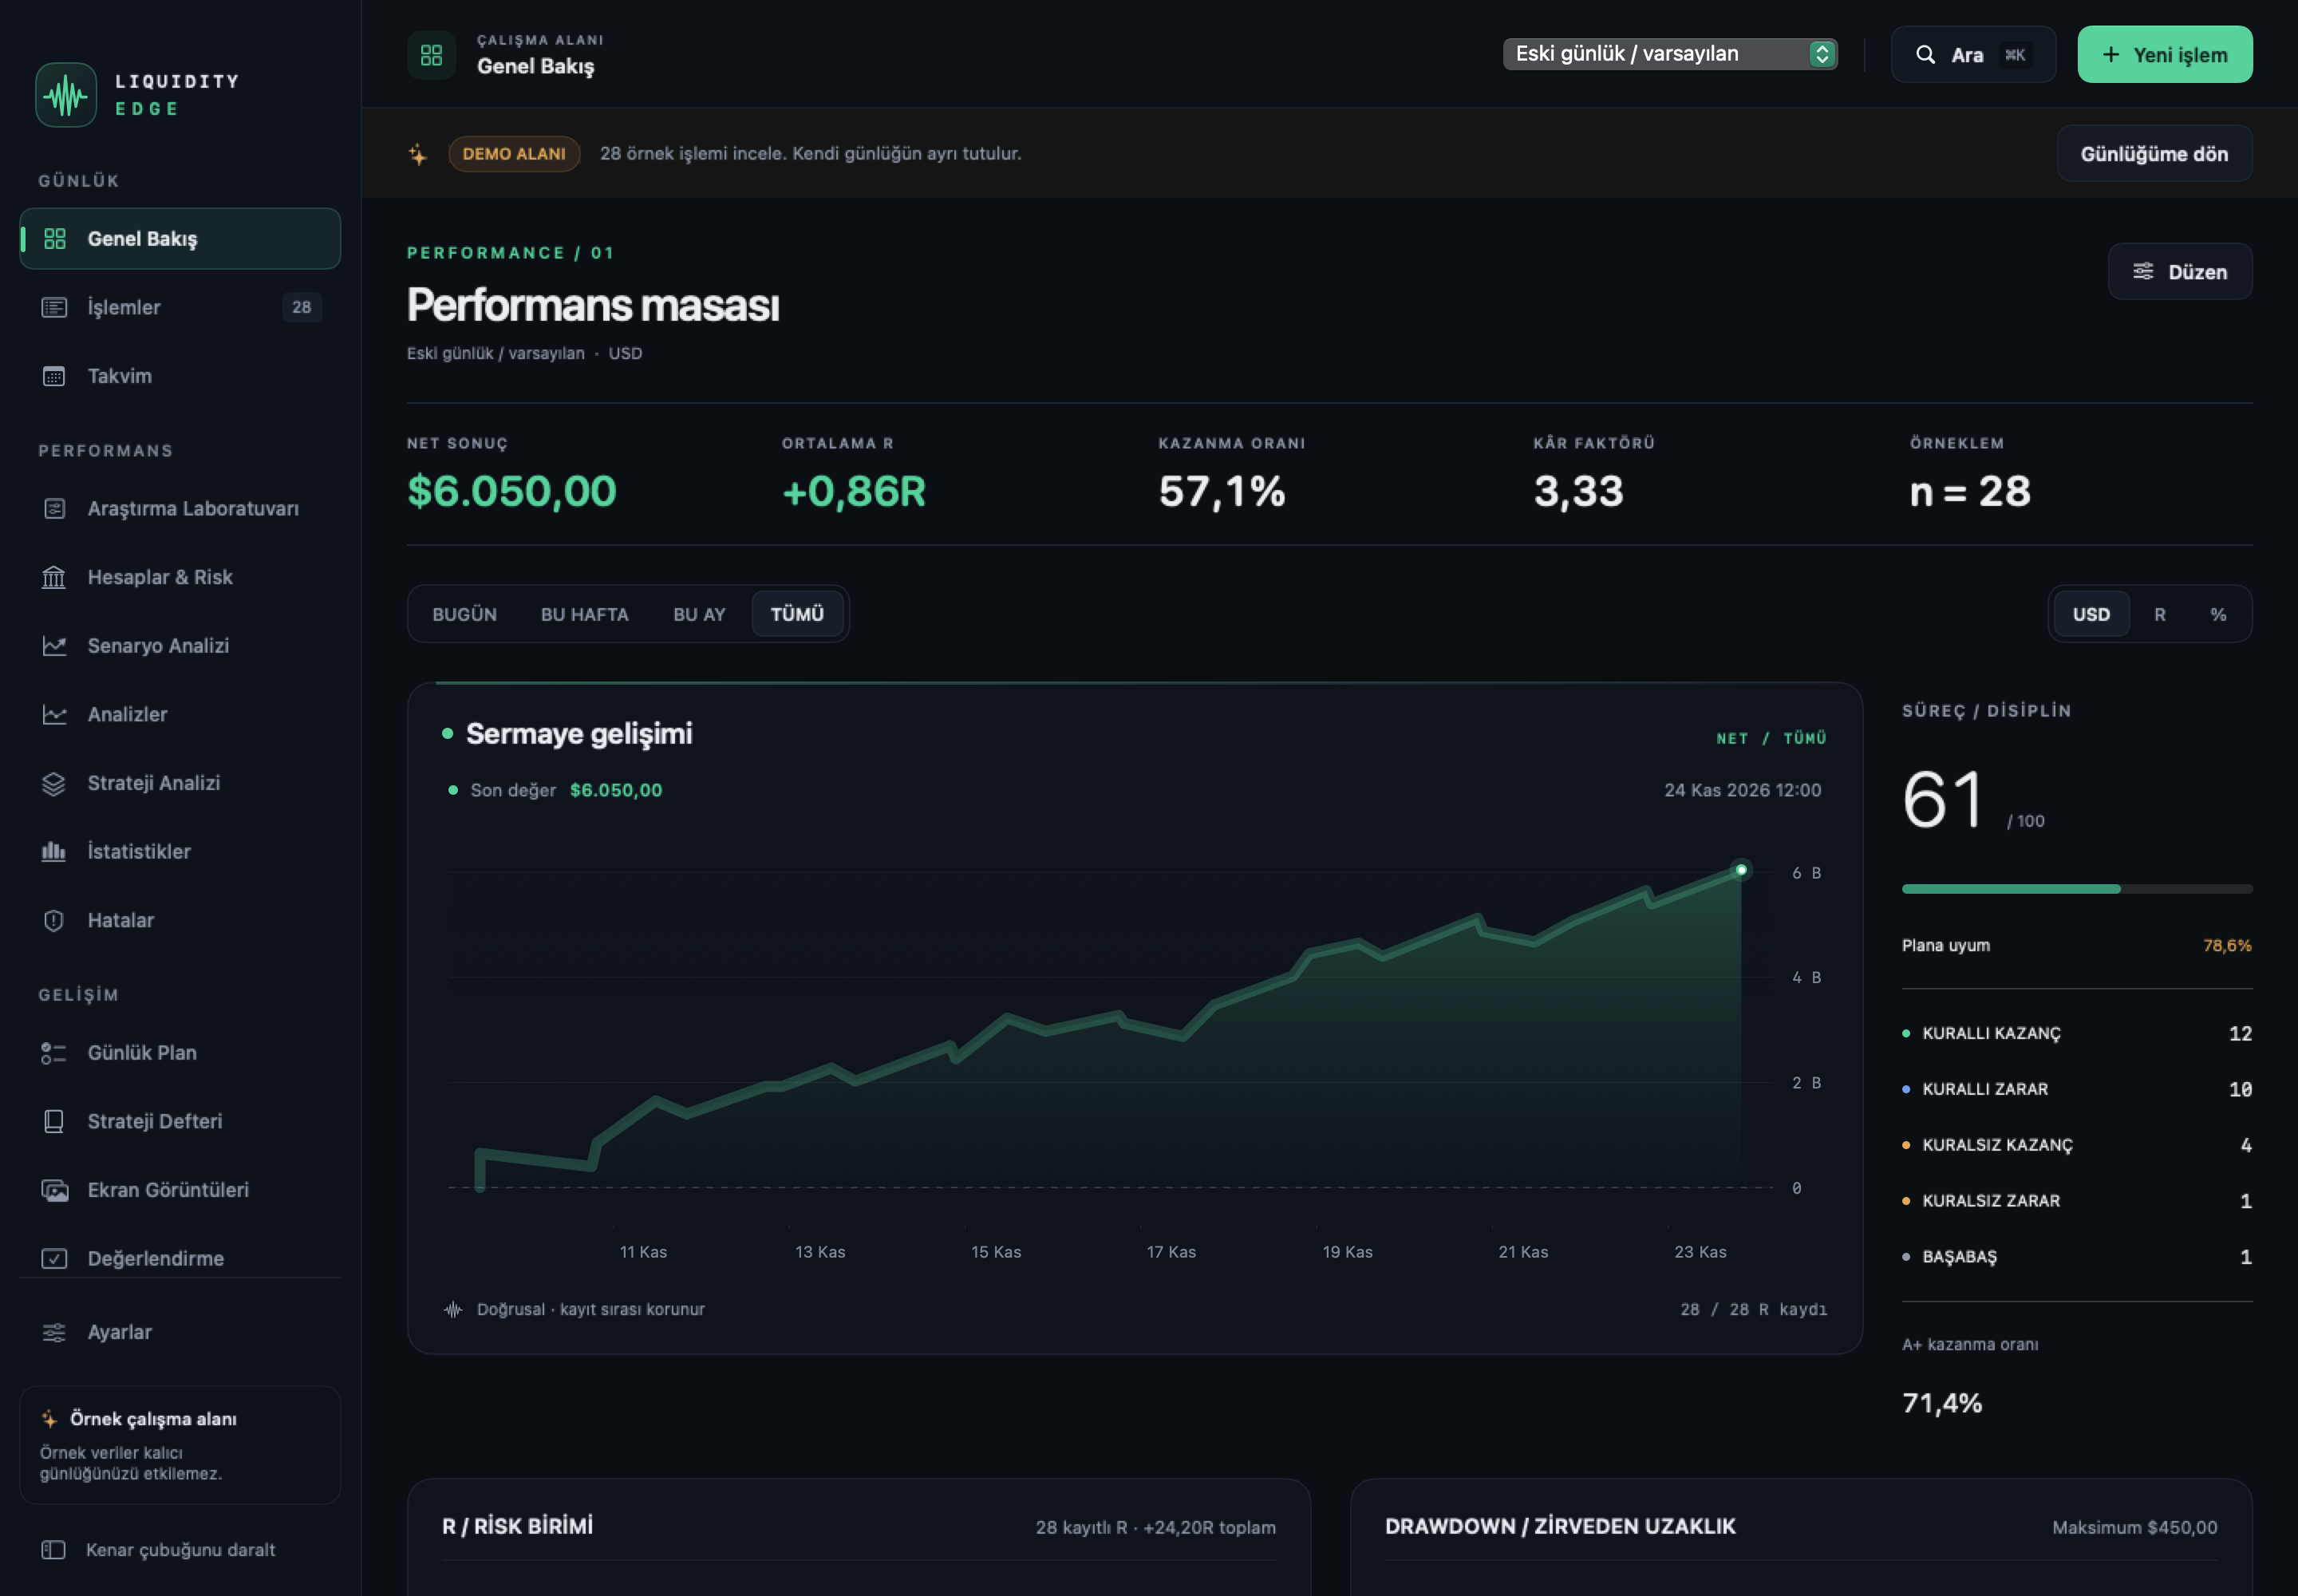 LIQUIDITY
EDGE
GÜNLÜK
Genel Bakış
İşlemler 28
Takvim
PERFORMANS
Araştırma Laboratuvarı
Hesaplar & Risk
Senaryo Analizi
Analizler
Strateji Analizi
İstatistikler
Hatalar
GELİŞİM
Günlük Plan
Strateji Defteri
Ekran Görüntüleri
Değerlendirme
Ayarlar
Örnek çalışma alanı
Örnek veriler kalıcı
günlüğünüzü etkilemez.
Kenar çubuğunu daralt
ÇALIŞMA ALANI
Genel Bakış
Eski günlük / varsayılan
Ara ⌘K
+ Yeni işlem
DEMO ALANI 28 örnek işlemi incele. Kendi günlüğün ayrı tutulur.
Günlüğüme dön
PERFORMANCE / 01
Performans masası
Eski günlük / varsayılan · USD
Düzen
NET SONUÇ
$6.050,00
ORTALAMA R
+0,86R
KAZANMA ORANI
57,1%
KÂR FAKTÖRÜ
3,33
ÖRNEKLEM
n = 28
BUGÜN BU HAFTA BU AY TÜMÜ
USD R %
Sermaye gelişimi
NET / TÜMÜ
Son değer $6.050,00
24 Kas 2026 12:00
6 B
4 B
2 B
0
11 Kas 13 Kas 15 Kas 17 Kas 19 Kas 21 Kas 23 Kas
Doğrusal · kayıt sırası korunur
28 / 28 R kaydı
SÜREÇ / DİSİPLİN
61 / 100
Plana uyum 78,6%
KURALLI KAZANÇ 12
KURALLI ZARAR 10
KURALSIZ KAZANÇ 4
KURALSIZ ZARAR 1
BAŞABAŞ 1
A+ kazanma oranı
71,4%
R / RİSK BİRİMİ
28 kayıtlı R · +24,20R toplam
DRAWDOWN / ZİRVEDEN UZAKLIK
Maksimum $450,00